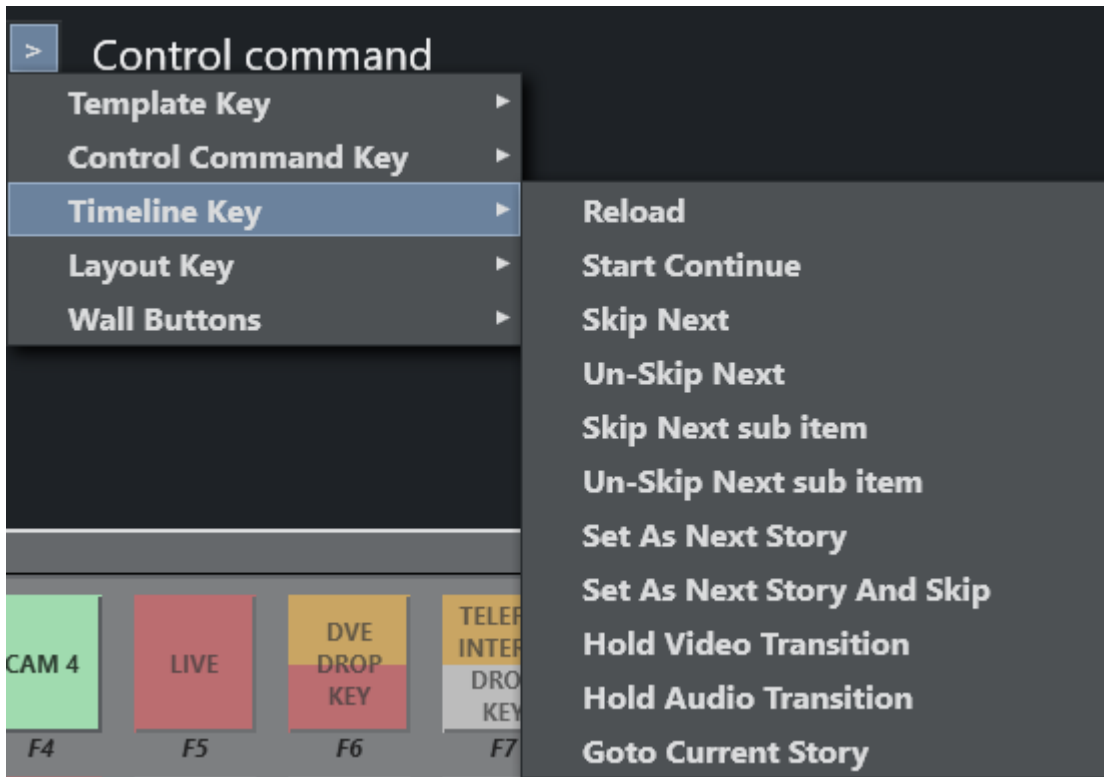 > Control command
Template Key
Control Command Key
Timeline Key
Layout Key
Wall Buttons
Reload
Start Continue
Skip Next
Un-Skip Next
Skip Next sub item
Un-Skip Next sub item
Set As Next Story
Set As Next Story And Skip
Hold Video Transition
Hold Audio Transition
Goto Current Story
CAM 4
F4
LIVE
F5
DVE
DROP
KEY
F6
KEY
F7